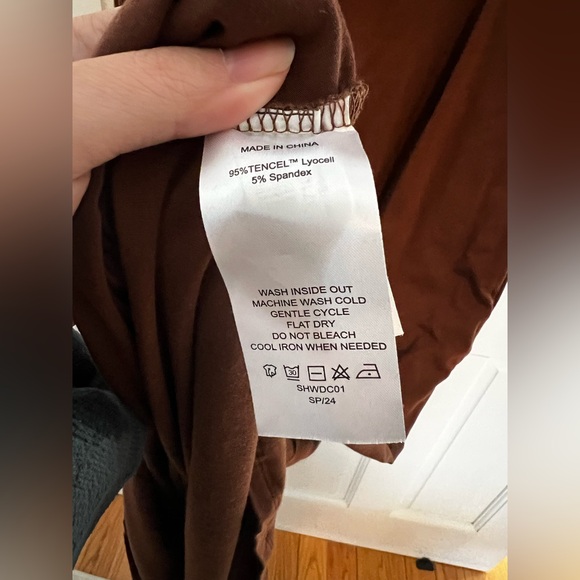 MADE IN CHINA
95%TENCEL™ Lyocell
5% Spandex
WASH INSIDE OUT
MACHINE WASH COLD
GENTLE CYCLE
FLAT DRY
DO NOT BLEACH
COOL IRON WHEN NEEDED
30
SHWDC01
SP/24